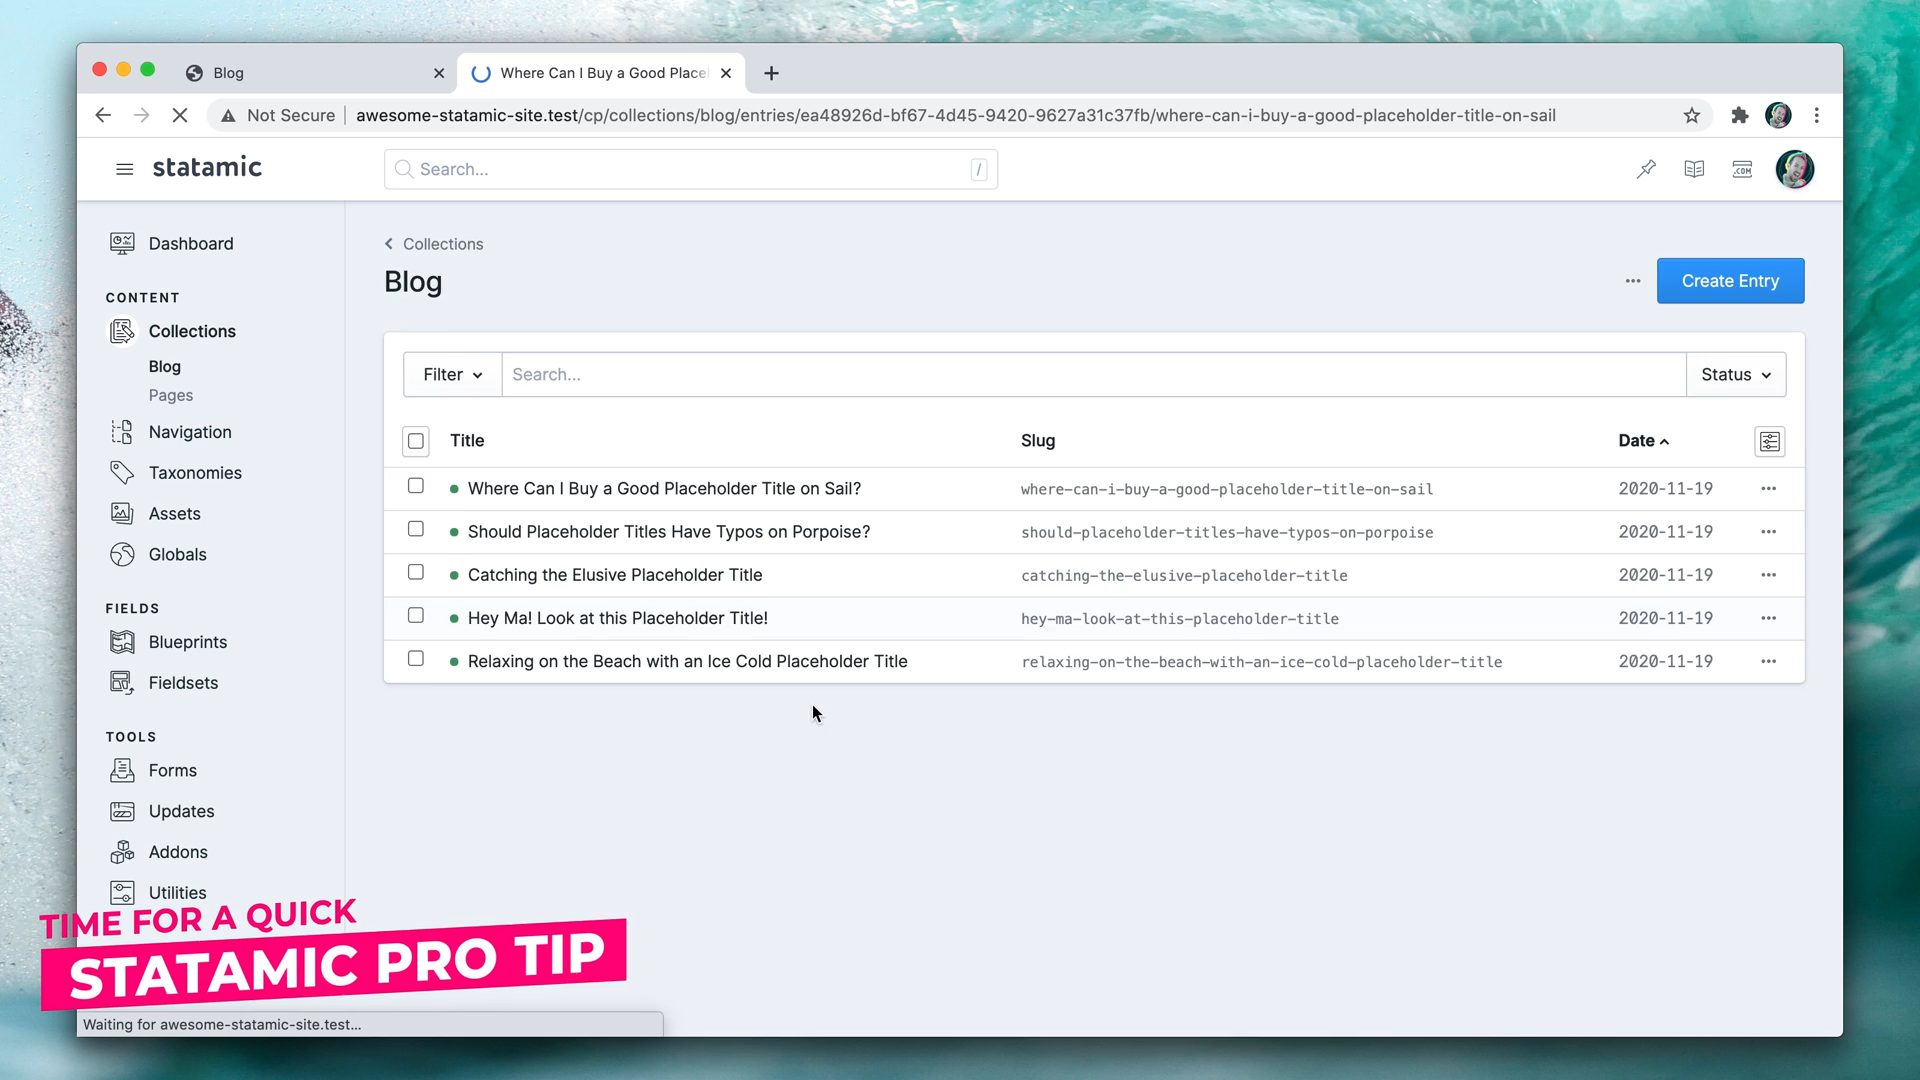 Blog
Where Can I Buy a Good Place
Not Secure
awesome-statamic-site.test/cp/collections/blog/entries/ea48926d-bf67-4d45-9420-9627a31c37fb/where-can-i-buy-a-good-placeholder-title-on-sail
statamic
Search...
/
.COM
Dashboard
CONTENT
Collections
Blog
Pages
Navigation
Taxonomies
Assets
Globals
FIELDS
Blueprints
Fieldsets
TOOLS
Forms
Updates
Addons
Utilities
Collections
Blog
Create Entry
Filter
Search...
Status
Title Slug Date
Where Can I Buy a Good Placeholder Title on Sail? where-can-i-buy-a-good-placeholder-title-on-sail 2020-11-19
Should Placeholder Titles Have Typos on Porpoise? should-placeholder-titles-have-typos-on-porpoise 2020-11-19
Catching the Elusive Placeholder Title catching-the-elusive-placeholder-title 2020-11-19
Hey Ma! Look at this Placeholder Title! hey-ma-look-at-this-placeholder-title 2020-11-19
Relaxing on the Beach with an Ice Cold Placeholder Title relaxing-on-the-beach-with-an-ice-cold-placeholder-title 2020-11-19
TIME FOR A QUICK
STATAMIC PRO TIP
Waiting for awesome-statamic-site.test...